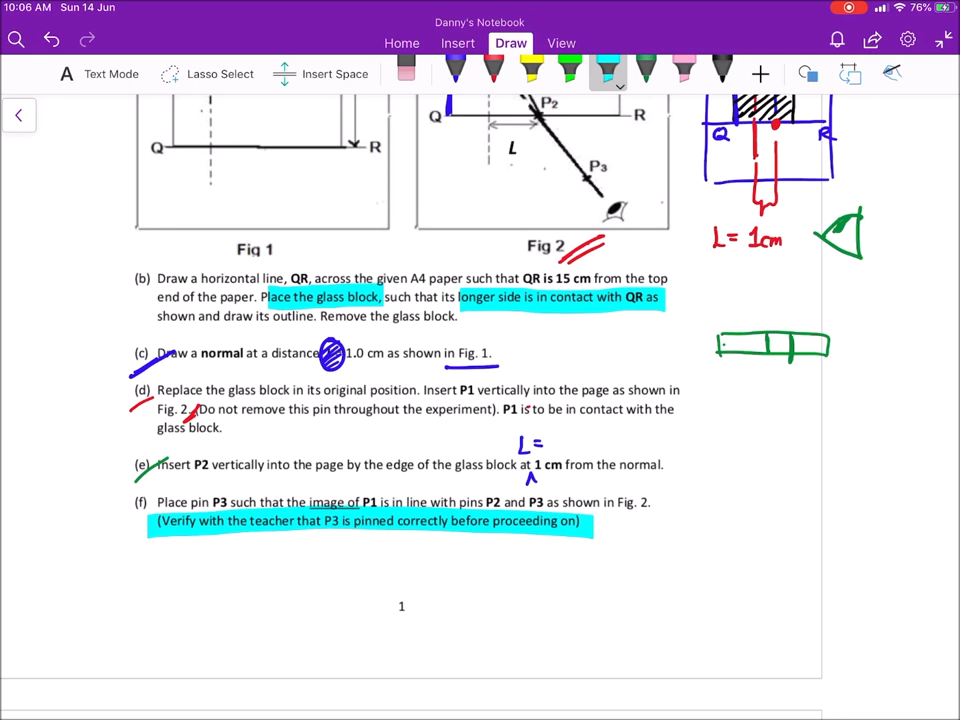 10:06 AM Sun 14 Jun
76%
Danny's Notebook
Home Insert Draw View
A Text Mode Lasso Select Insert Space
Q R
Fig 1
P2
Q R
L
P3
Fig 2
Q R
L = 1cm
(b) Draw a horizontal line, QR, across the given A4 paper such that QR is 15 cm from the top
end of the paper. Place the glass block, such that its longer side is in contact with QR as
shown and draw its outline. Remove the glass block.
(c) Draw a normal at a distance 1.0 cm as shown in Fig. 1.
(d) Replace the glass block in its original position. Insert P1 vertically into the page as shown in
Fig. 2. (Do not remove this pin throughout the experiment). P1 is to be in contact with the
glass block.
L =
(e) Insert P2 vertically into the page by the edge of the glass block at 1 cm from the normal.
(f) Place pin P3 such that the image of P1 is in line with pins P2 and P3 as shown in Fig. 2.
(Verify with the teacher that P3 is pinned correctly before proceeding on)
1